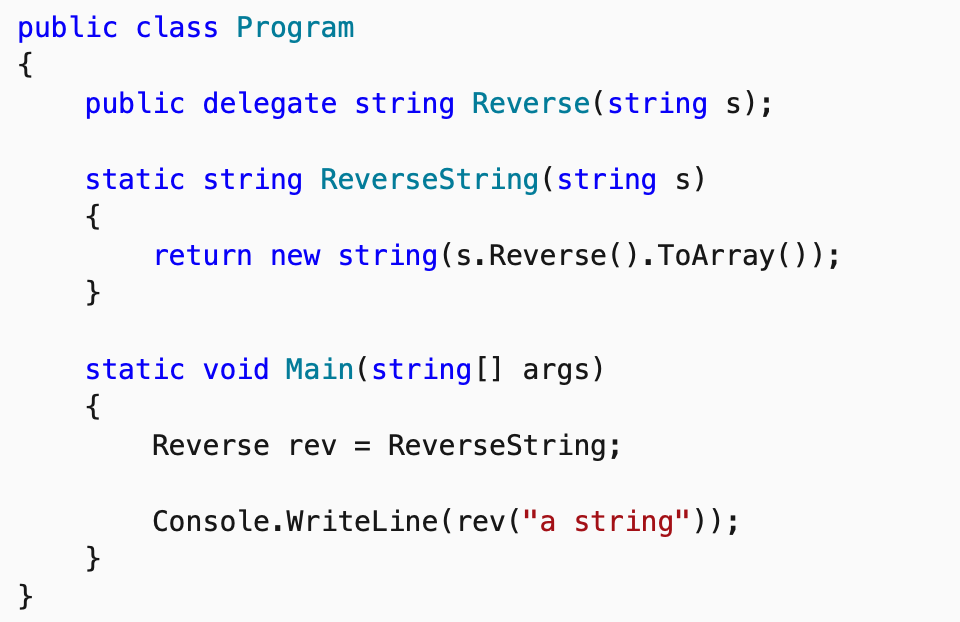 public class Program
{
    public delegate string Reverse(string s);

    static string ReverseString(string s)
    {
        return new string(s.Reverse().ToArray());
    }

    static void Main(string[] args)
    {
        Reverse rev = ReverseString;

        Console.WriteLine(rev("a string"));
    }
}